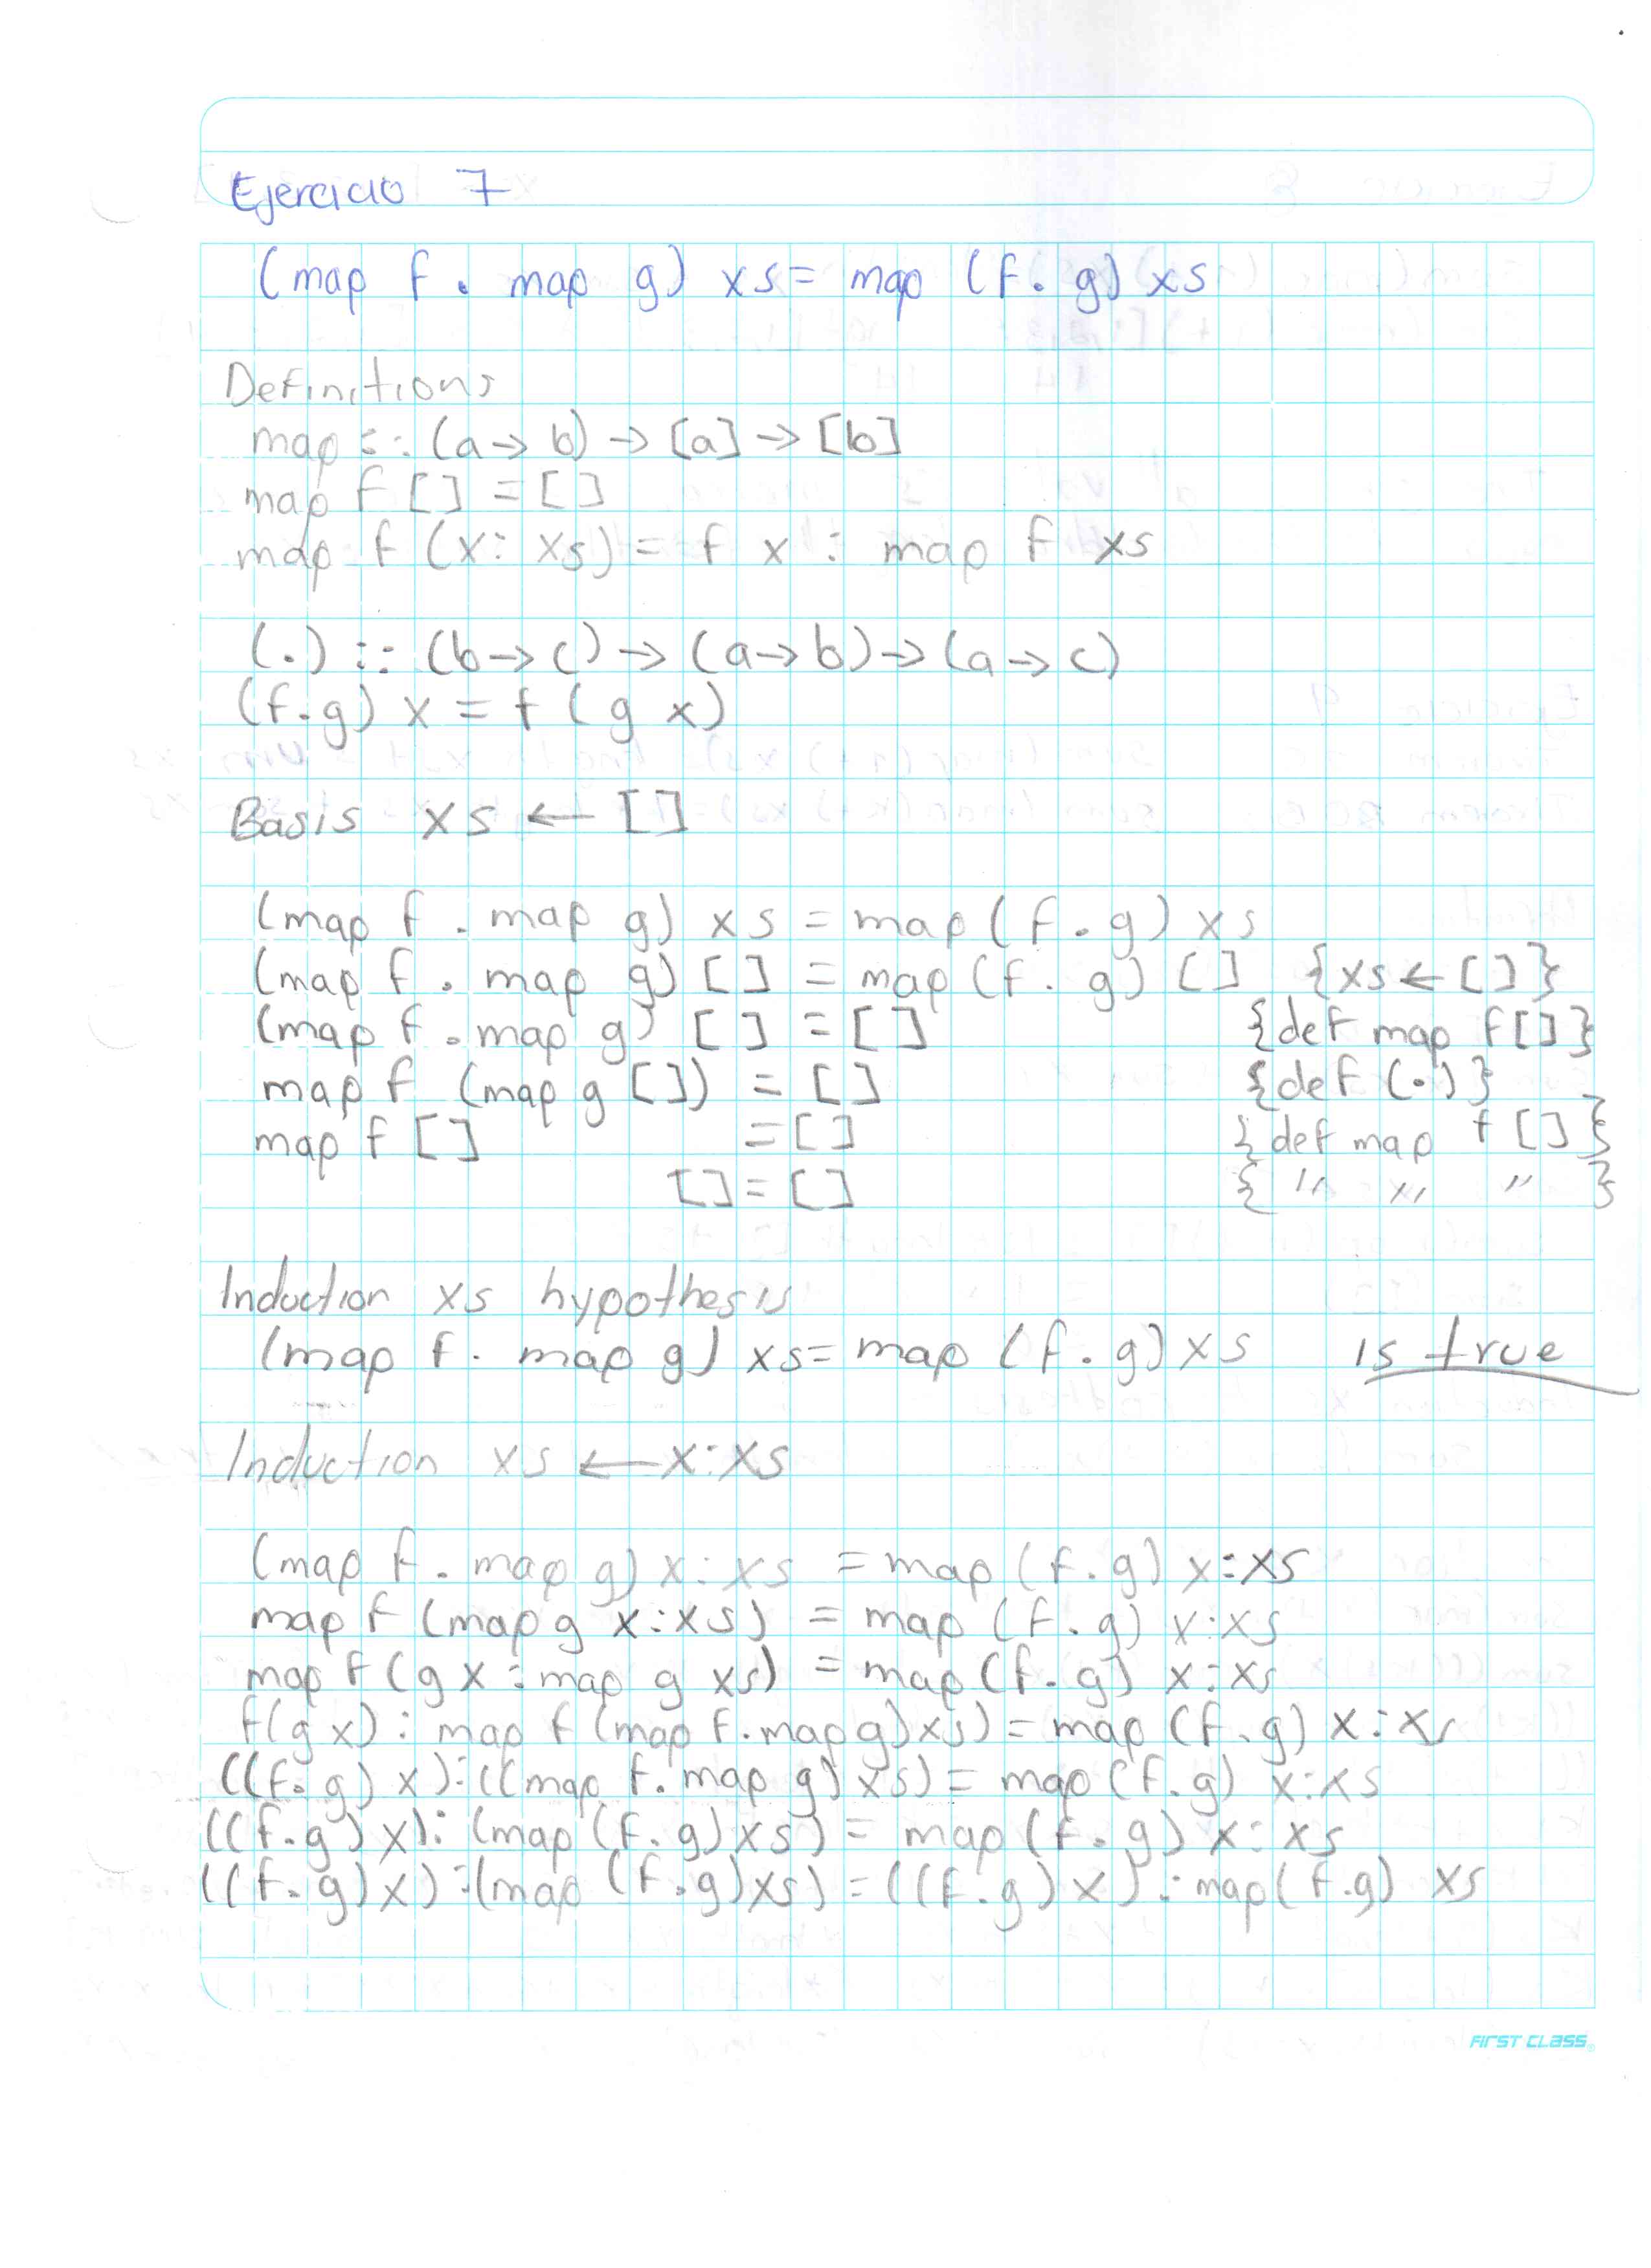 Ejercicio 7
(map f . map g) xs = map (f . g) xs
Definitions
map :: (a → b) → [a] → [b]
map f [] = []
map f (x : xs) = f x : map f xs
(.) :: (b → c) → (a → b) → (a → c)
(f . g) x = f (g x)
Basis xs ← []
(map f . map g) xs = map (f . g) xs
(map f . map g) [] = map (f . g) [] {xs ← []}
(map f . map g) [] = [] {def map f []}
map f (map g []) = [] {def (.)}
map f [] = [] {def map f []}
[] = [] { " " " }
Induction xs hypothesis
(map f . map g) xs = map (f . g) xs is true
Induction xs ← x:xs
(map f . map g) x:xs = map (f . g) x:xs
map f (map g x:xs) = map (f . g) x:xs
map f (g x : map g xs) = map (f . g) x:xs
f(g x) : map f (map f . map g) xs) = map (f . g) x:xs
((f . g) x) : ((map f . map g) xs) = map (f . g) x:xs
((f . g) x) : (map (f . g) xs) = map (f . g) x:xs
((f . g) x) : (map (f . g) xs) = ((f . g) x) : map (f . g) xs
FIRST CLASS